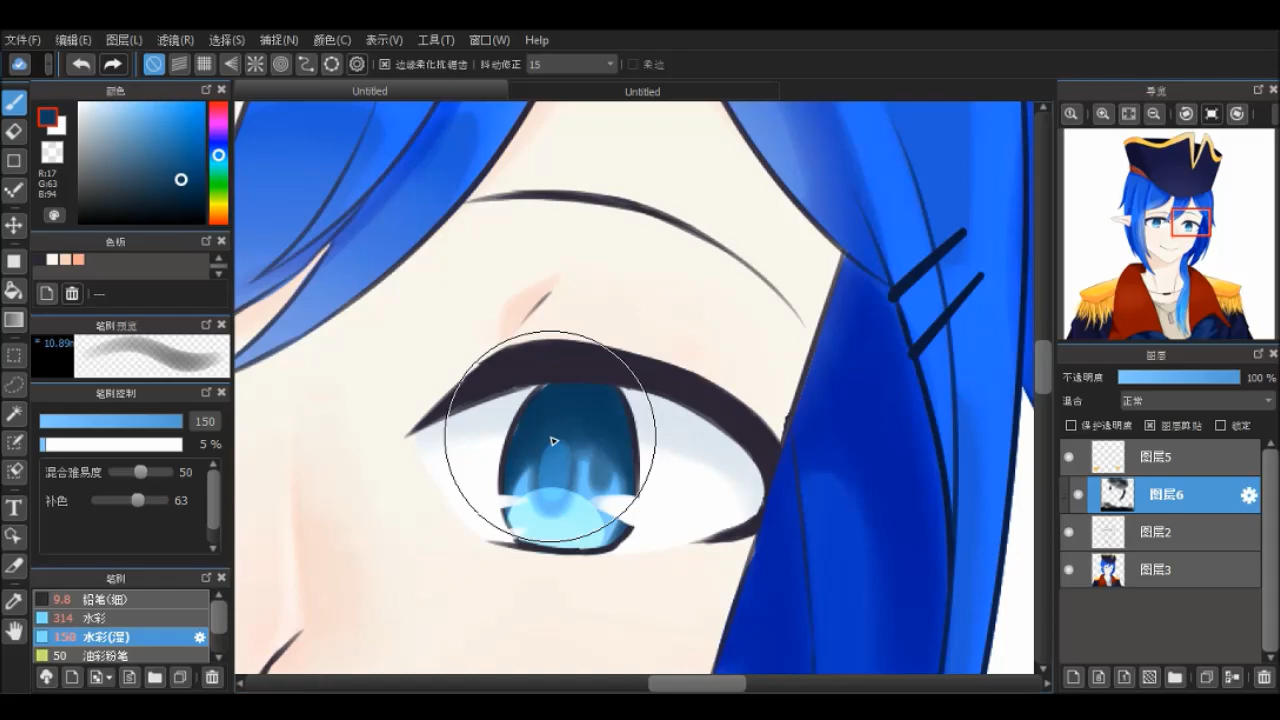 文件(F) 编辑(E) 图层(L) 滤镜(R) 选择(S) 捕捉(N) 颜色(C) 表示(V) 工具(T) 窗口(W) Help
边缘柔化抗锯齿 抖动修正 15 柔边
颜色
Untitled Untitled
导览
R:17
G:63
B:94
色板
---
笔刷预览
* 10.89m
笔刷控制
150
5 %
混合难易度 50
补色 63
笔刷
9.8 铅笔(细)
314 水彩
150 水彩(湿)
50 油彩粉笔
图层
不透明度 100 %
混合 正常
保护透明度 图层剪贴 锁定
图层5
图层6
图层2
图层3